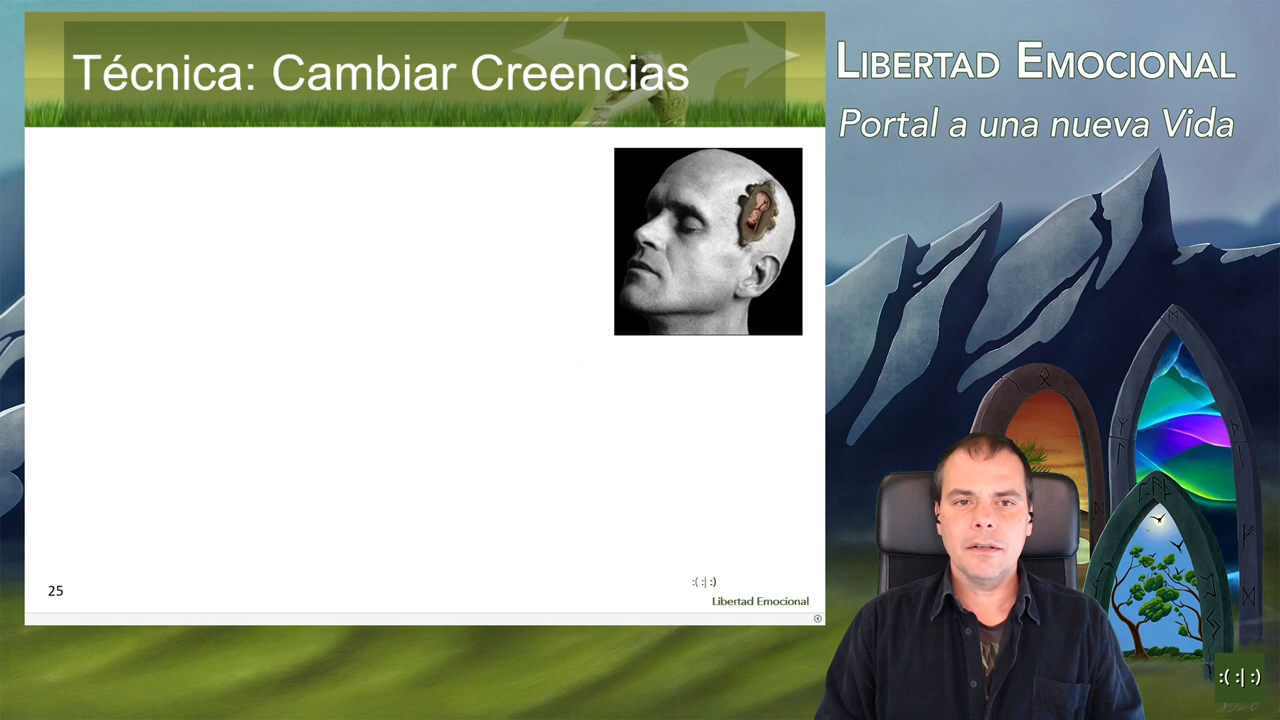 Técnica: Cambiar Creencias
LIBERTAD EMOCIONAL
Portal a una nueva Vida
25
:( :| :)
Libertad Emocional
:( :| :)